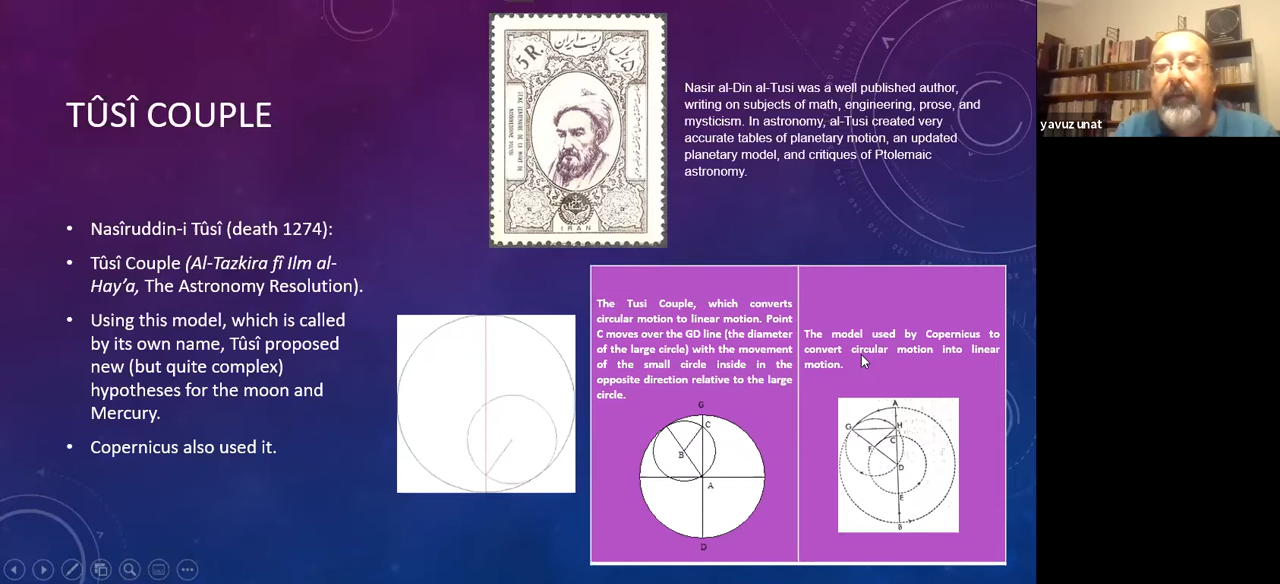 TÛSÎ COUPLE
• Nasîruddin-i Tûsî (death 1274):
• Tûsî Couple (Al-Tazkira fî Ilm al-
Hay’a, The Astronomy Resolution).
• Using this model, which is called
by its own name, Tûsî proposed
new (but quite complex)
hypotheses for the moon and
Mercury.
• Copernicus also used it.
5 R.
پست ایران
IRAN
Nasir al-Din al-Tusi was a well published author,
writing on subjects of math, engineering, prose, and
mysticism. In astronomy, al-Tusi created very
accurate tables of planetary motion, an updated
planetary model, and critiques of Ptolemaic
astronomy.
The Tusi Couple, which converts
circular motion to linear motion. Point
C moves over the GD line (the diameter
of the large circle) with the movement
of the small circle inside in the
opposite direction relative to the large
circle.
G
C
B
A
D
The model used by Copernicus to
convert circular motion into linear
motion.
A
G
H
C
F
D
E
B
yavuz unat